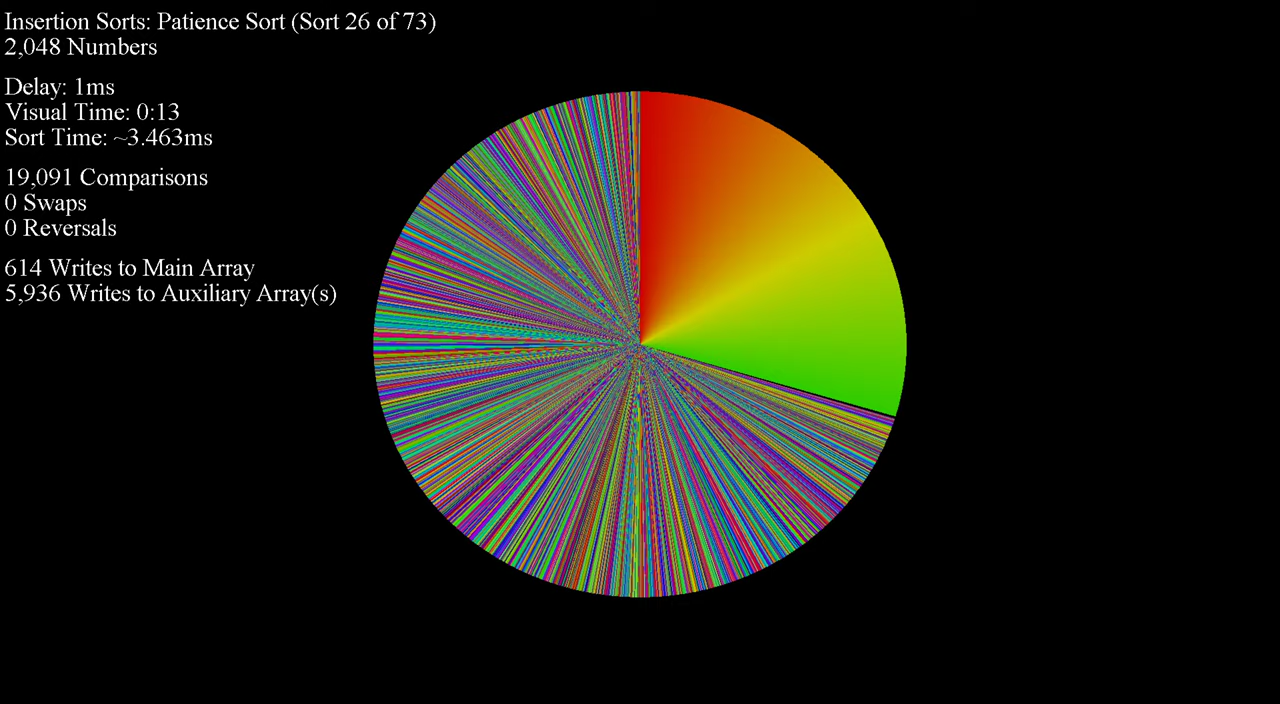 Insertion Sorts: Patience Sort (Sort 26 of 73)
2,048 Numbers
Delay: 1ms
Visual Time: 0:13
Sort Time: ~3.463ms
19,091 Comparisons
0 Swaps
0 Reversals
614 Writes to Main Array
5,936 Writes to Auxiliary Array(s)